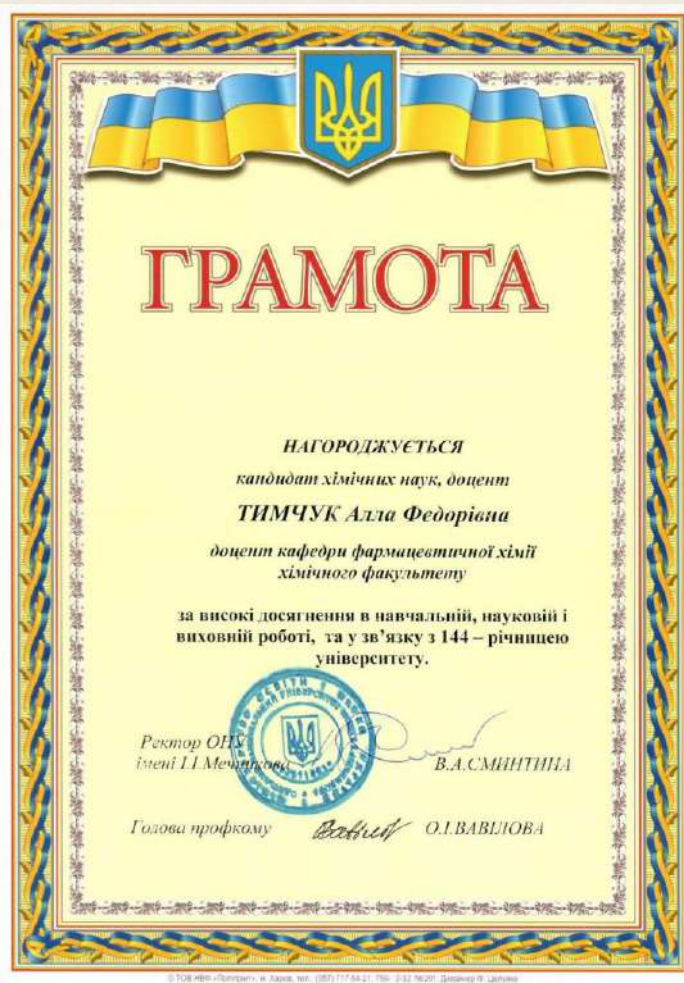 ГРАМОТА
НАГОРОДЖУЄТЬСЯ
кандидат хімічних наук, доцент
ТИМЧУК Алла Федорівна
доцент кафедри фармацевтичної хімії
хімічного факультету
за високі досягнення в навчальній, науковій і
виховній роботі, та у зв’язку з 144 – річницею
університету.
Ректор ОНУ
імені І.І.Мечникова В.А.СМИНТИНА
Голова профкому О.І.ВАВІЛОВА